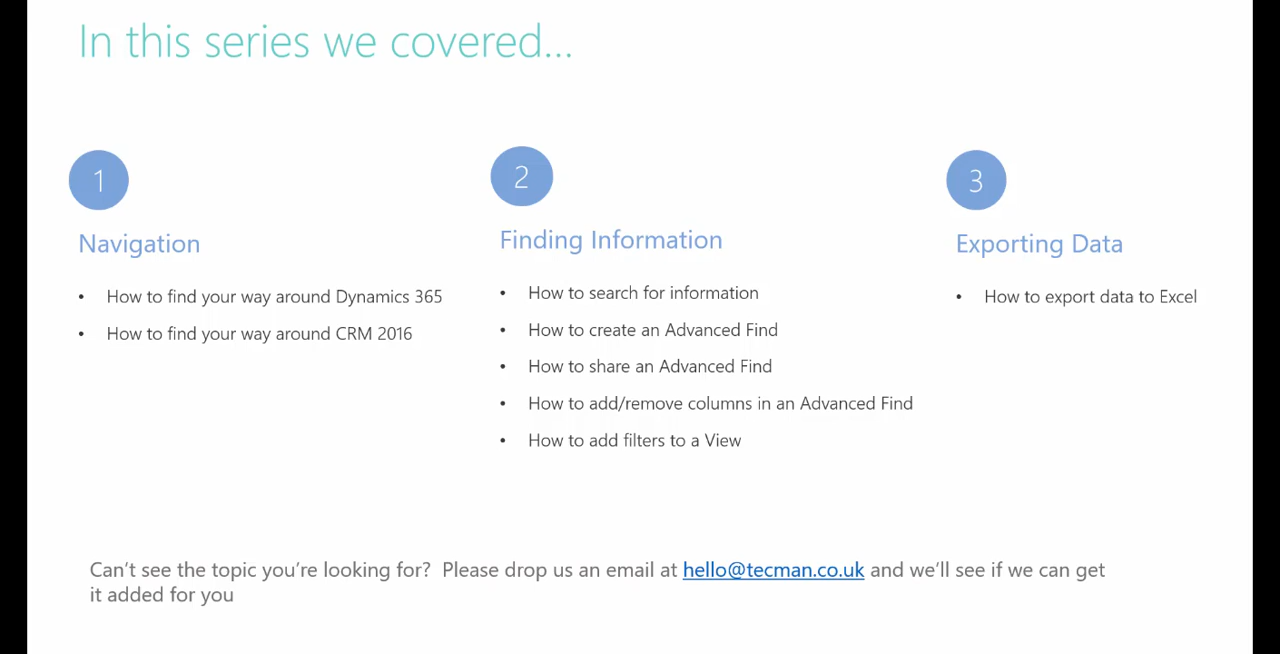 In this series we covered...
1
Navigation
• How to find your way around Dynamics 365
• How to find your way around CRM 2016
2
Finding Information
• How to search for information
• How to create an Advanced Find
• How to share an Advanced Find
• How to add/remove columns in an Advanced Find
• How to add filters to a View
3
Exporting Data
• How to export data to Excel
Can't see the topic you're looking for?  Please drop us an email at hello@tecman.co.uk and we'll see if we can get
it added for you